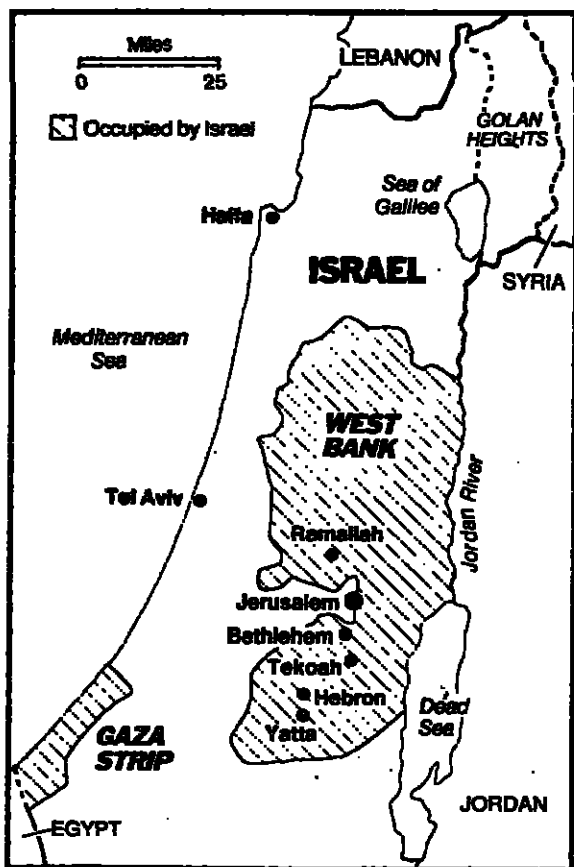 Miles
0 25
LEBANON
Occupied by Israel
GOLAN
HEIGHTS
Sea of
Galilee
Haifa
ISRAEL
SYRIA
Mediterranean
Sea
WEST
BANK
Tel Aviv
Jordan River
Ramallah
Jerusalem
Bethlehem
Tekoah
Hebron
Yatta
Dead
Sea
GAZA
STRIP
JORDAN
EGYPT